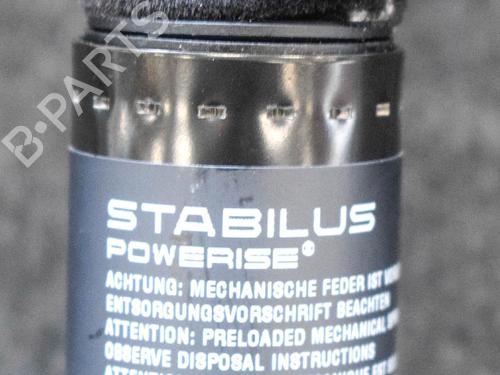 B-PARTS
STABILUS
POWERISE®
ACHTUNG: MECHANISCHE FEDER IST
ENTSORGUNGSVORSCHRIFT BEACHTEN
ATTENTION: PRELOADED MECHANICAL
OBSERVE DISPOSAL INSTRUCTIONS